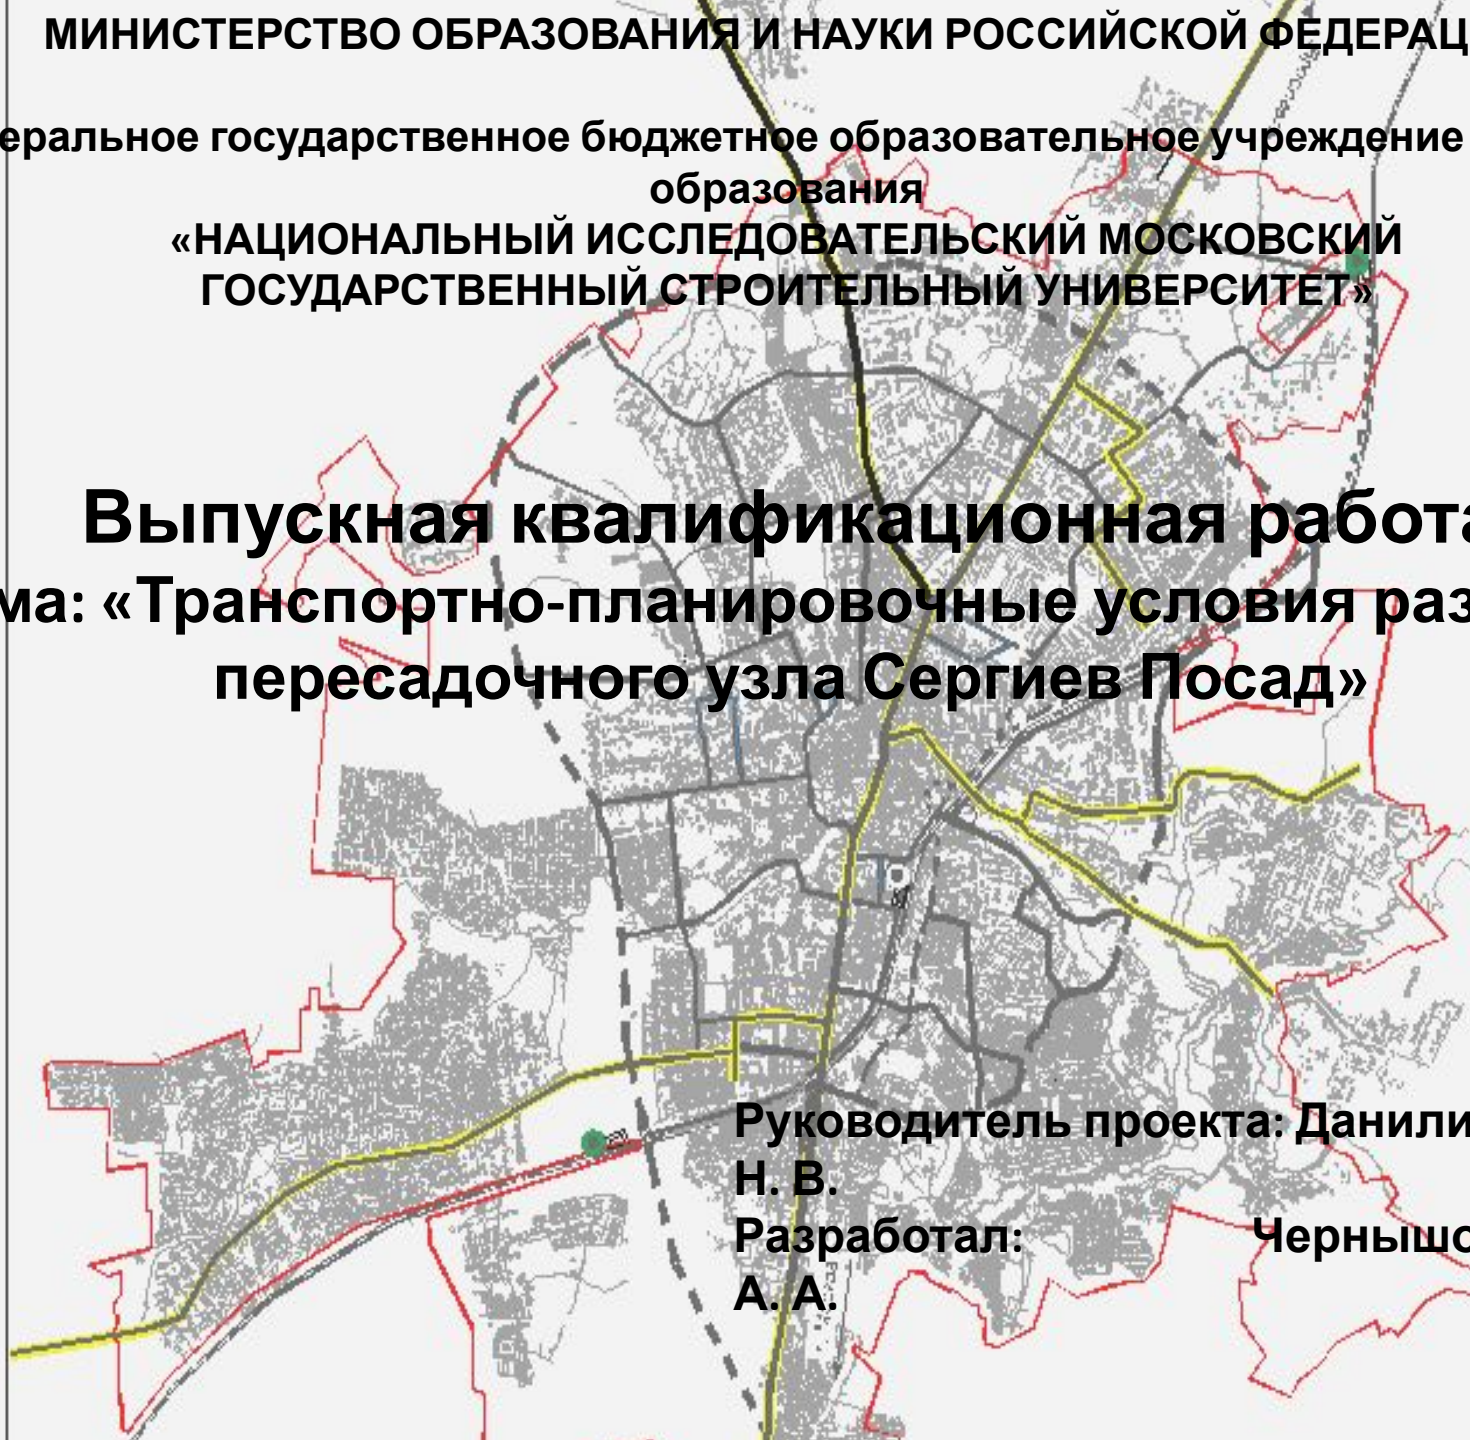 МИНИСТЕРСТВО ОБРАЗОВАНИЯ И НАУКИ РОССИЙСКОЙ ФЕДЕРАЦ
еральное государственное бюджетное образовательное учреждение
образования
«НАЦИОНАЛЬНЫЙ ИССЛЕДОВАТЕЛЬСКИЙ МОСКОВСКИЙ
ГОСУДАРСТВЕННЫЙ СТРОИТЕЛЬНЫЙ УНИВЕРСИТЕТ»
Выпускная квалификационная работа
ма: «Транспортно-планировочные условия раз
пересадочного узла Сергиев Посад»
Руководитель проекта: Данили
Н. В.
Разработал: Чернышо
А. А.